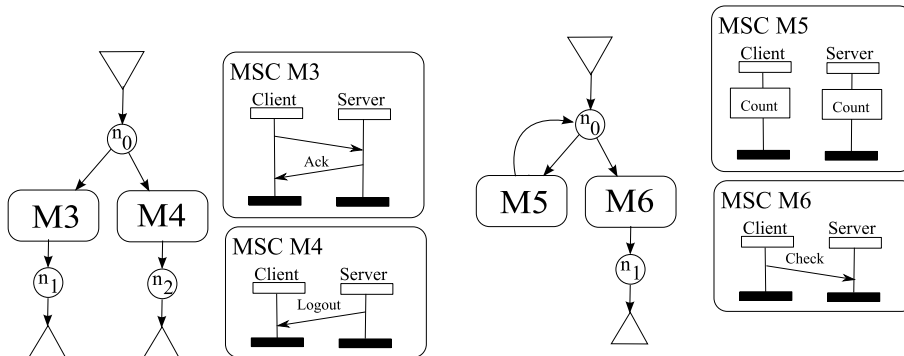 n0
M3
M4
n1
n2
MSC M3
Client
Server
Ack
MSC M4
Client
Server
Logout
n0
M5
M6
n1
MSC M5
Client
Server
Count
Count
MSC M6
Client
Server
Check